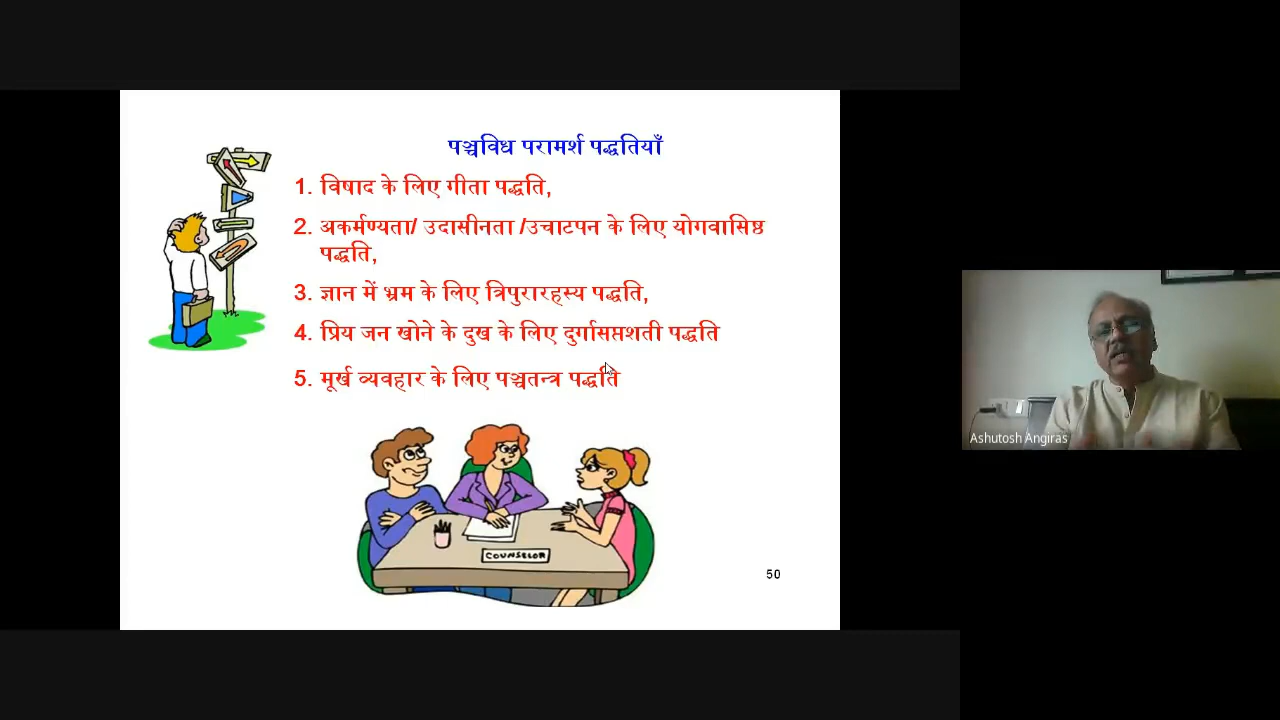 पञ्चविध परामर्श पद्धतियाँ
1. विषाद के लिए गीता पद्धति,
2. अकर्मण्यता/ उदासीनता /उचाटपन के लिए योगवासिष्ठ
पद्धति,
3. ज्ञान में भ्रम के लिए त्रिपुरारहस्य पद्धति,
4. प्रिय जन खोने के दुख के लिए दुर्गासप्तशती पद्धति
5. मूर्ख व्यवहार के लिए पञ्चतन्त्र पद्धति
COUNSELOR
50
Ashutosh Angiras